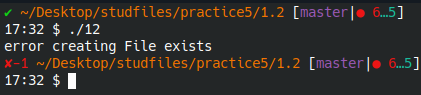 ✔ ~/Desktop/studfiles/practice5/1.2 [master|● 6…5]
17:32 $ ./12
error creating File exists
✘-1 ~/Desktop/studfiles/practice5/1.2 [master|● 6…5]
17:32 $